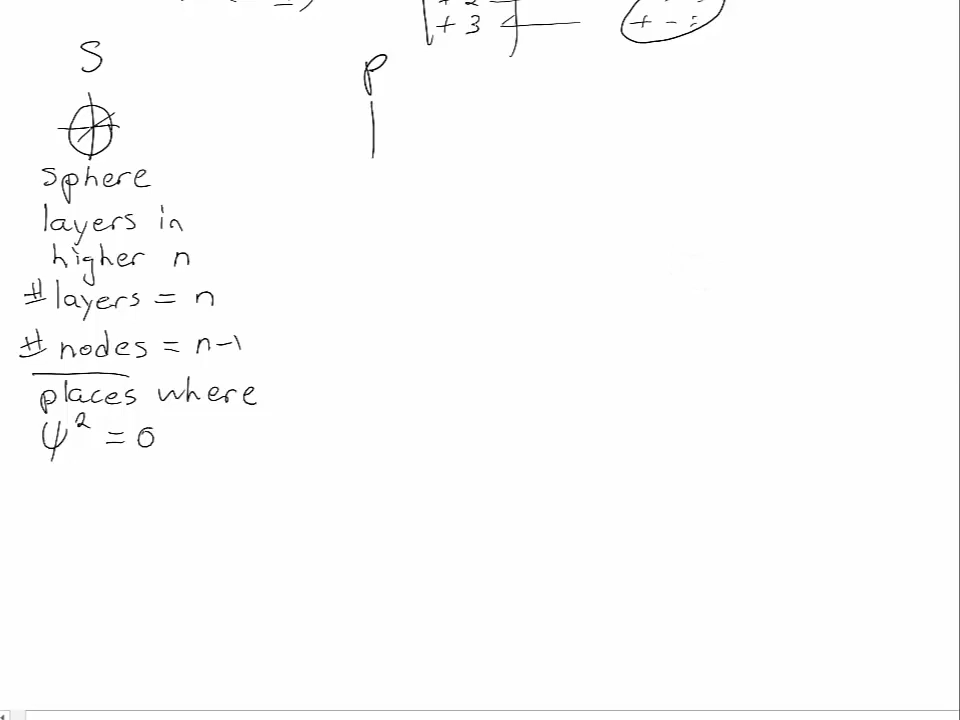 + 3
+ - :
S
p
sphere
layers in
higher n
# layers = n
# nodes = n-1
places where
ψ² = 0